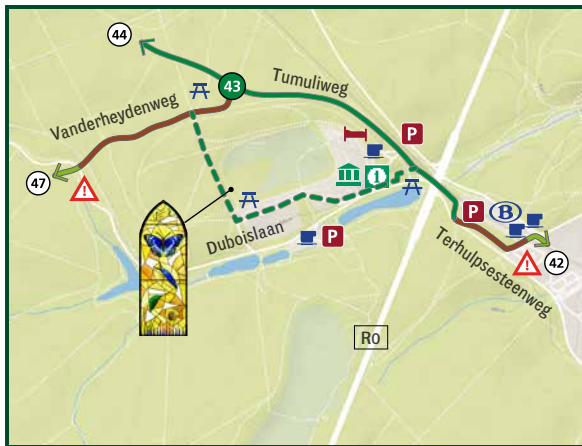 44
43
Tumuliweg
Vanderheydenweg
P
i
47
!
P
B
Duboislaan
P
Terhulpsesteenweg
!
42
R0